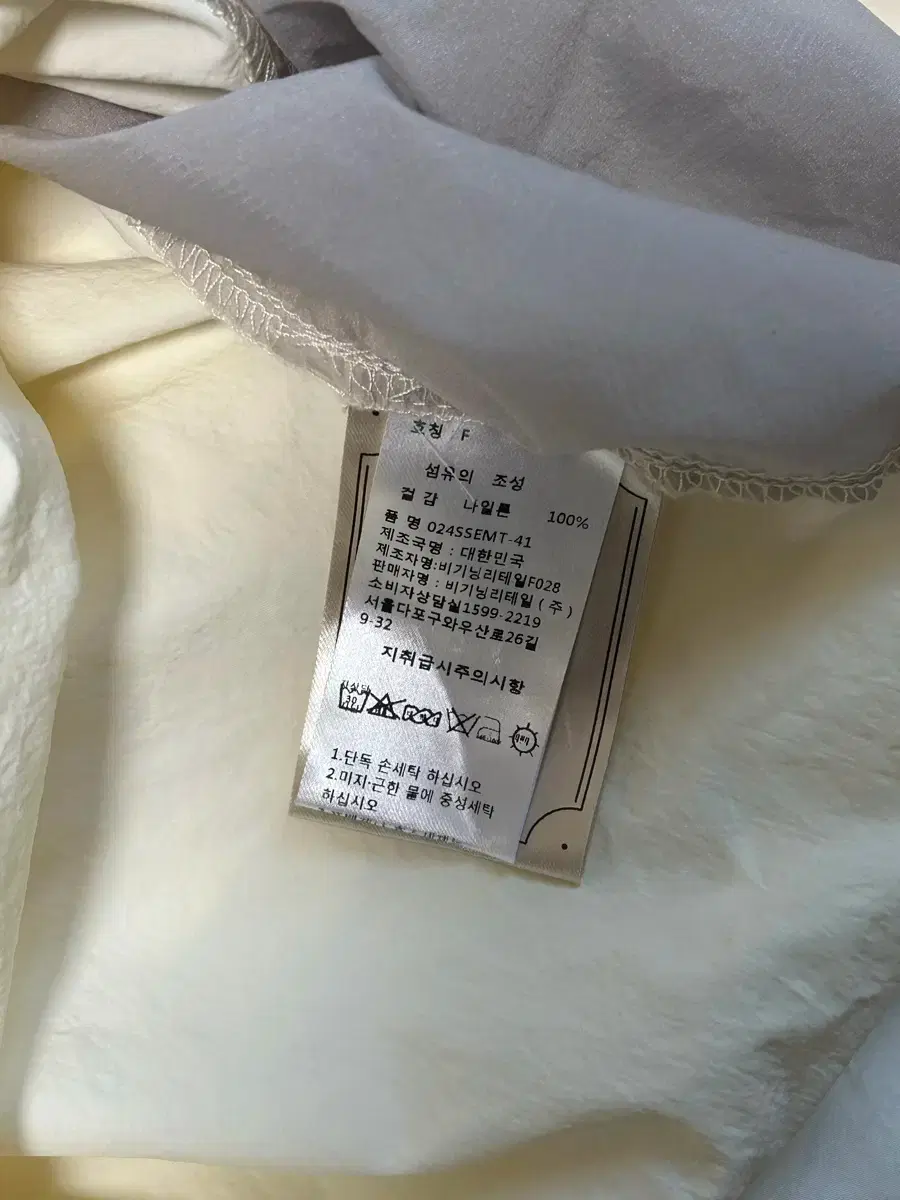 호칭 F
섬유의 조성
겉감 나일론 100%
품 명 024SSEMT-41
제조국명 : 대한민국
제조자명:비기닝리테일F028
판매자명 : 비기닝리테일 (주)
소비자상담실1599-2219
서울다포구와우산로26길
9-32
지취급시주의시항
30
1.단독 손세탁 하십시오
2.미지·근한 물에 중성세탁
하십시오